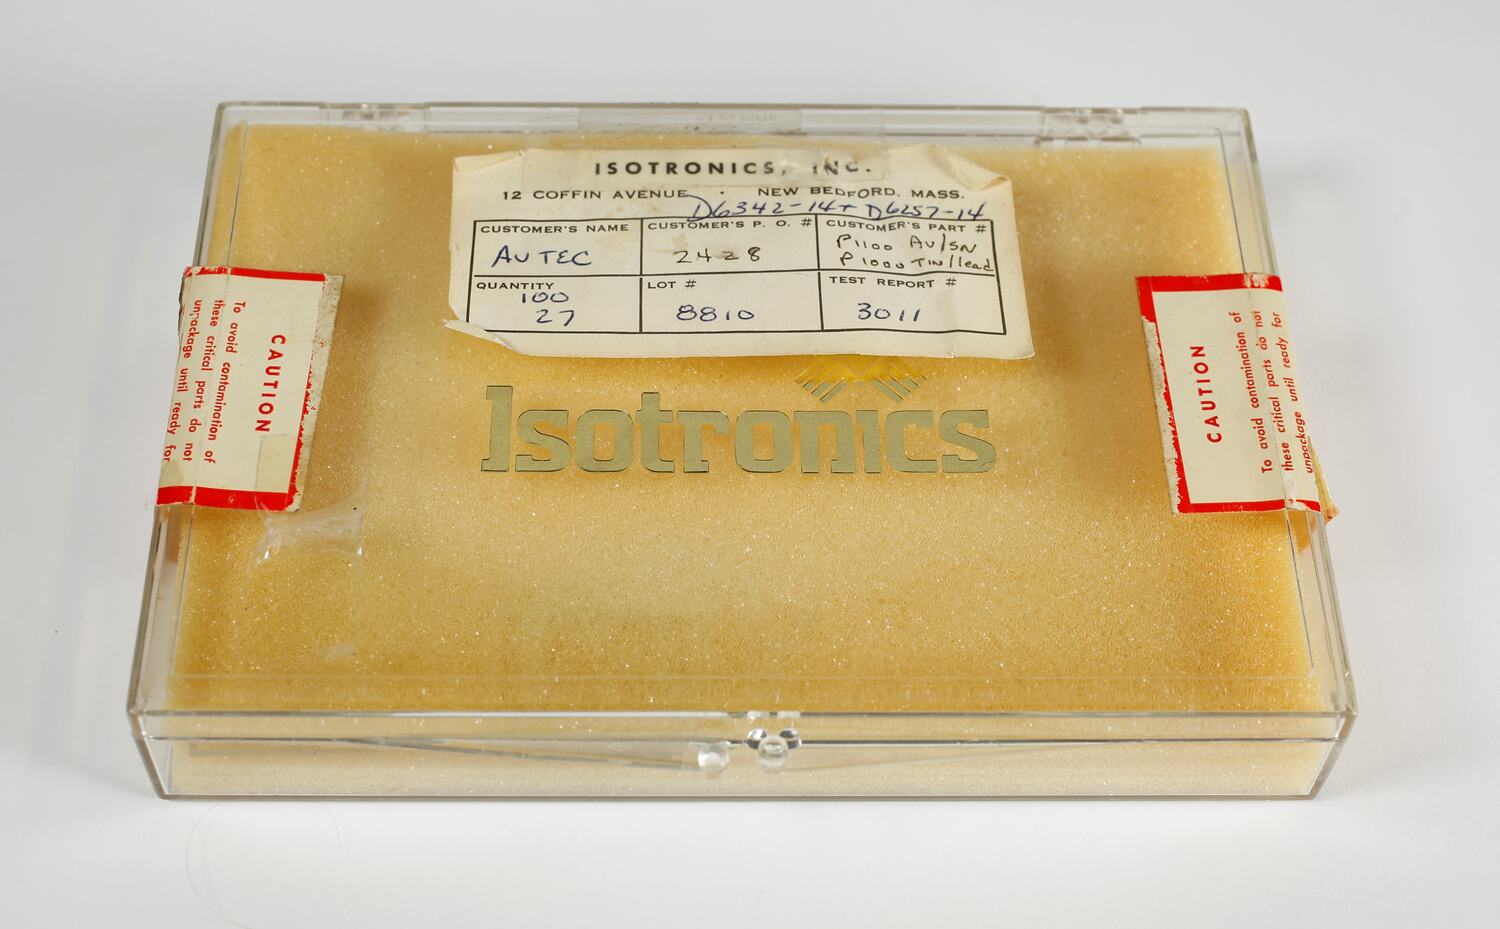 ISOTRONICS, INC.
12 COFFIN AVENUE · NEW BEDFORD, MASS.
D6342-14 + D6257-14
CUSTOMER'S NAME
AUTEC
CUSTOMER'S P. O. #
2428
CUSTOMER'S PART #
P1100 AU/SN
P1000 TIN/lead
QUANTITY
100
27
LOT #
8810
TEST REPORT #
3011
Isotronics
CAUTION
To avoid contamination of
these critical parts do not
unpackage until ready for
CAUTION
To avoid contamination of
these critical parts do not
unpackage until ready for